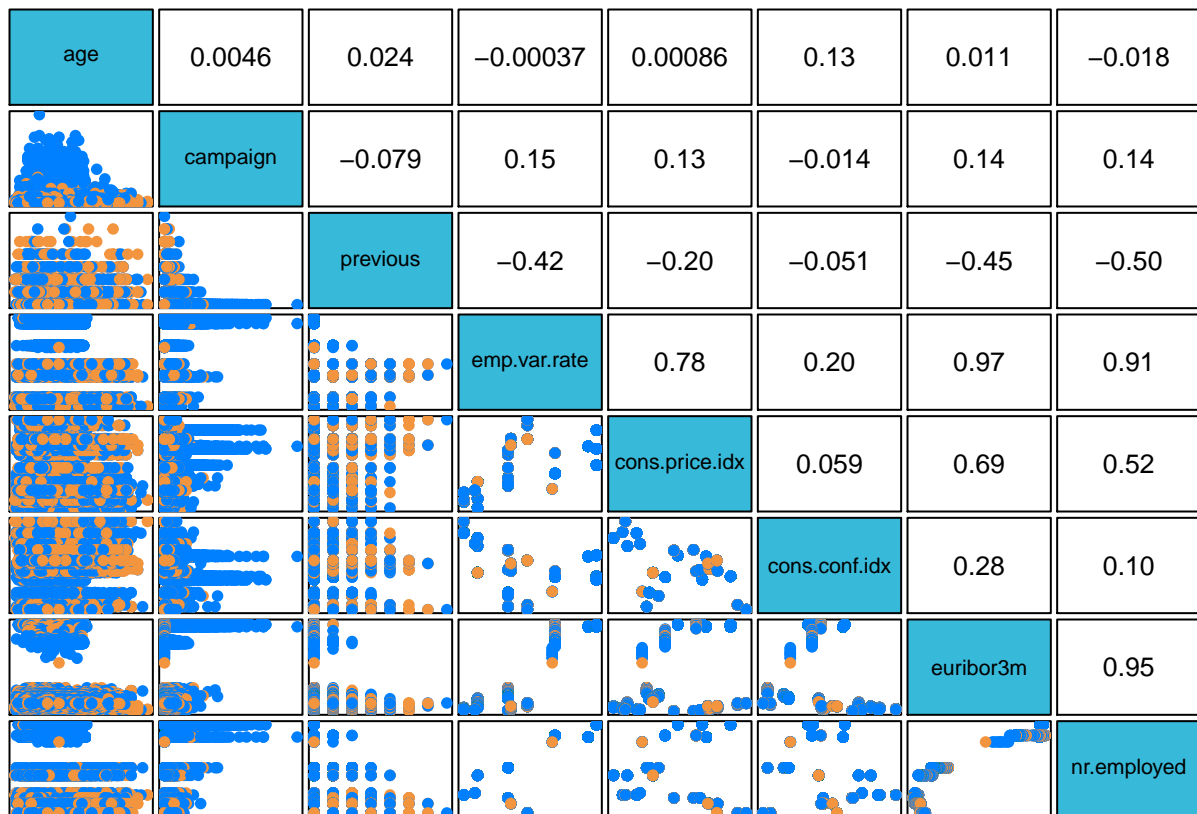 age 0.0046 0.024 −0.00037 0.00086 0.13 0.011 −0.018
campaign −0.079 0.15 0.13 −0.014 0.14 0.14
previous −0.42 −0.20 −0.051 −0.45 −0.50
emp.var.rate 0.78 0.20 0.97 0.91
cons.price.idx 0.059 0.69 0.52
cons.conf.idx 0.28 0.10
euribor3m 0.95
nr.employed